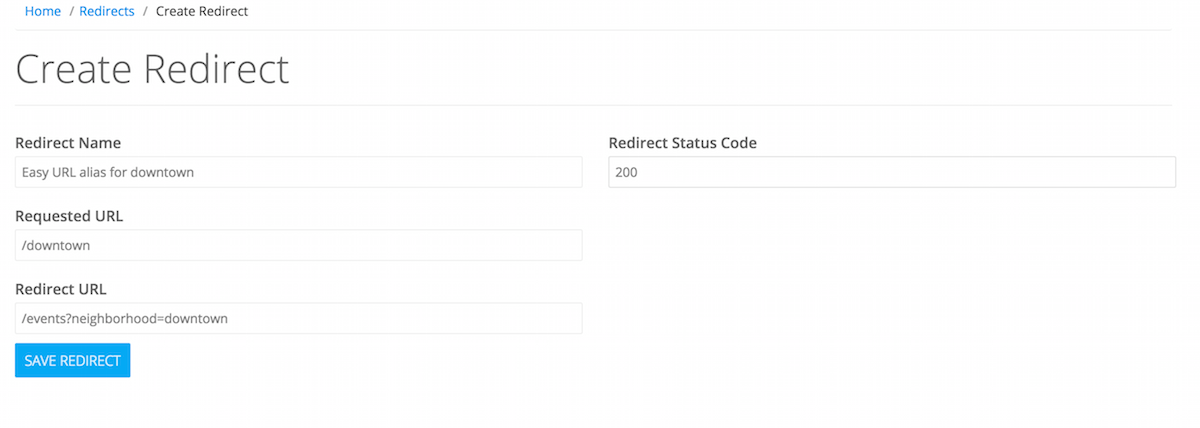 Home / Redirects / Create Redirect
Create Redirect
Redirect Name
Easy URL alias for downtown
Redirect Status Code
200
Requested URL
/downtown
Redirect URL
/events?neighborhood=downtown
SAVE REDIRECT